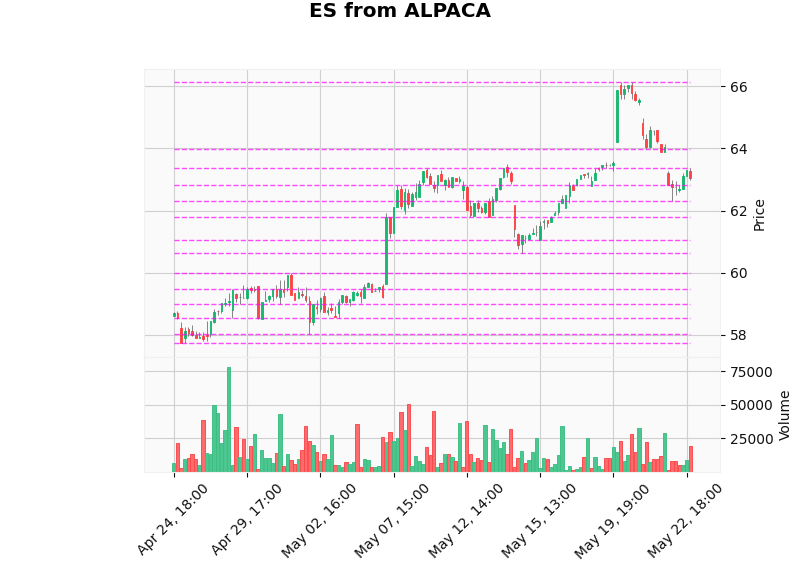 ES from ALPACA
66
64
62
60
58
Price
75000
50000
25000
Volume
Apr 24, 18:00
Apr 29, 17:00
May 02, 16:00
May 07, 15:00
May 12, 14:00
May 15, 13:00
May 19, 19:00
May 22, 18:00